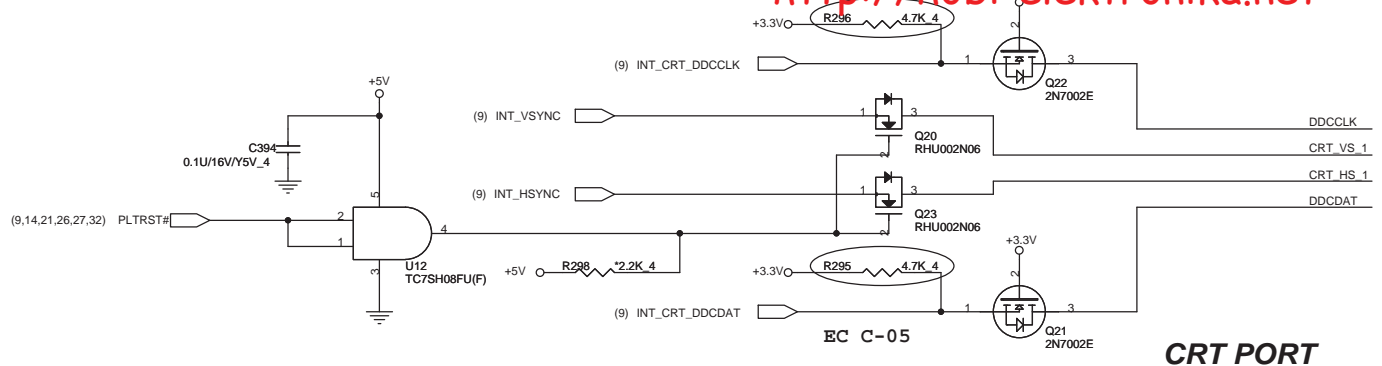 R296 4.7K_4
+3.3V
2
(9) INT_CRT_DDCCLK
1
3
Q22
2N7002E
+5V
(9) INT_VSYNC
1
3
Q20
RHU002N06
2
DDCCLK
CRT_VS_1
CRT_HS_1
DDCDAT
C394
0.1U/16V/Y5V_4
5
(9) INT_HSYNC
1
3
Q23
RHU002N06
2
(9,14,21,26,27,32) PLTRST#
2
1
4
3
U12
TC7SH08FU(F)
+5V
R298 *2.2K_4
+3.3V
R295 4.7K_4
+3.3V
2
(9) INT_CRT_DDCDAT
1
3
Q21
2N7002E
EC C-05
CRT PORT